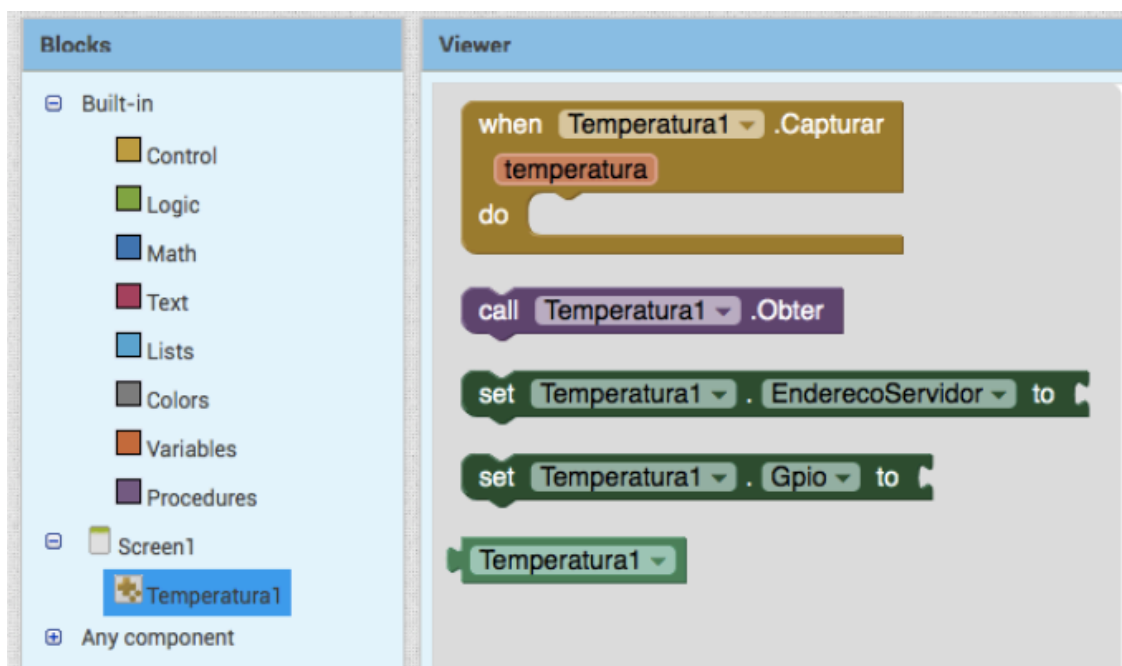 Blocks
Built-in
Control
Logic
Math
Text
Lists
Colors
Variables
Procedures
Screen1
Temperatura1
Any component
Viewer
when Temperatura1 .Capturar
temperatura
do
call Temperatura1 .Obter
set Temperatura1 . EnderecoServidor to
set Temperatura1 . Gpio to
Temperatura1